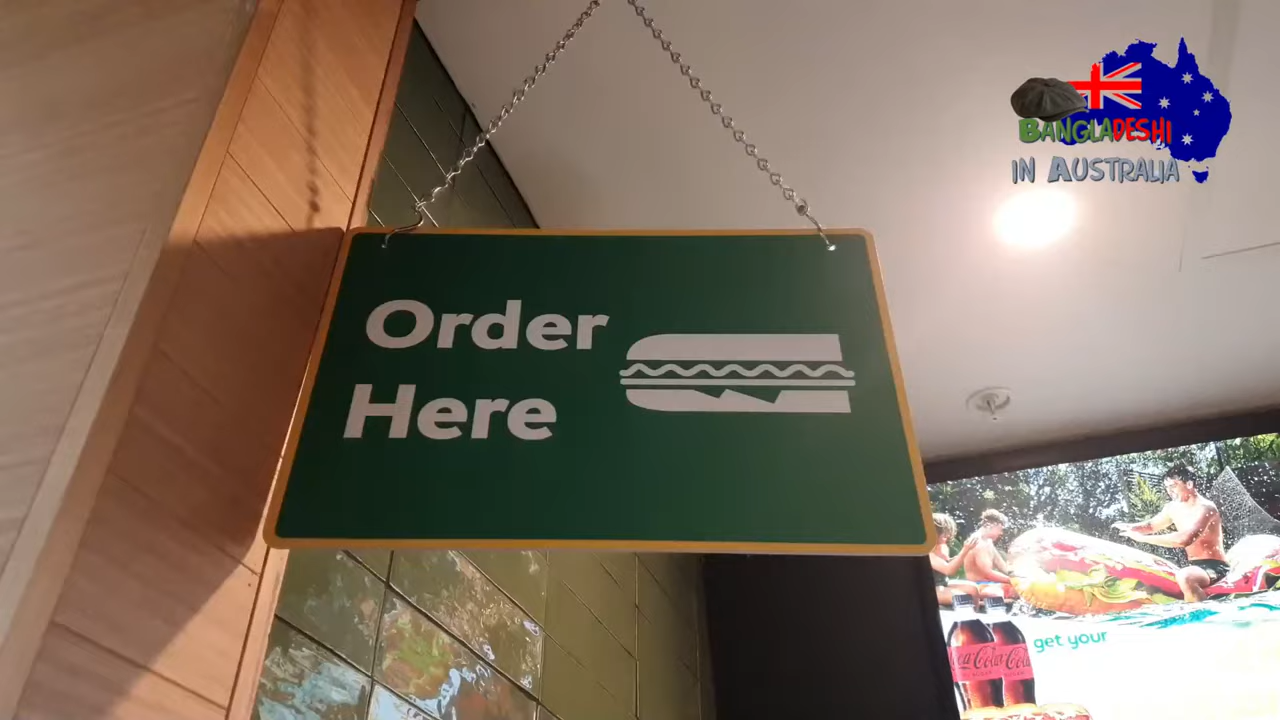 BANGLADESHI
IN AUSTRALIA
Order
Here
get your
Coca-Cola
Coca-Cola